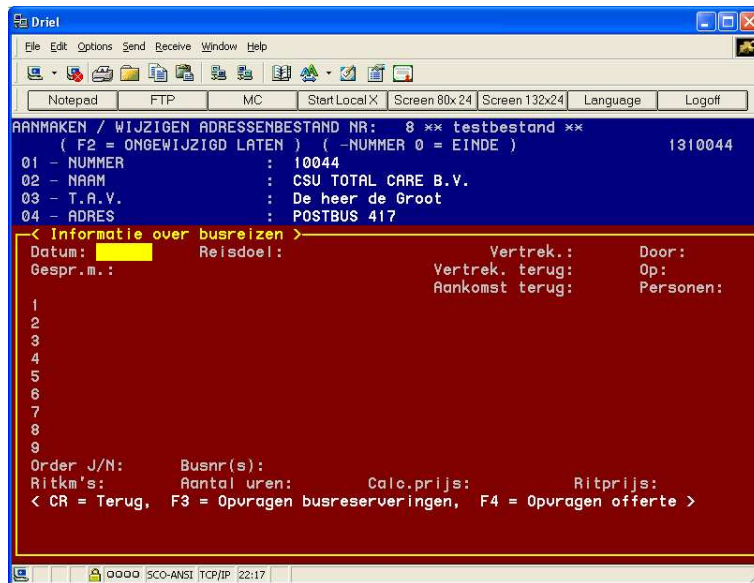 Driel
File Edit Options Send Receive Window Help
Notepad FTP MC Start Local X Screen 80x24 Screen 132x24 Language Logoff
AANMAKEN / WIJZIGEN ADRESSENBESTAND NR: 8 ** testbestand **
( F2 = ONGEWIJZIGD LATEN ) ( -NUMMER 0 = EINDE ) 1310044
01 - NUMMER : 10044
02 - NAAM : CSU TOTAL CARE B.V.
03 - T.A.V. : De heer de Groot
04 - ADRES : POSTBUS 417
< Informatie over busreizen >
Datum: Reisdoel: Vertrek.: Door:
Gespr.m.: Vertrek. terug: Op:
Aankomst terug: Personen:
1
2
3
4
5
6
7
8
9
Order J/N: Busnr(s):
Ritkm's: Aantal uren: Calc.prijs: Ritprijs:
< CR = Terug, F3 = Opvragen busreserveringen, F4 = Opvragen offerte >
SCO-ANSI TCP/IP 22:17